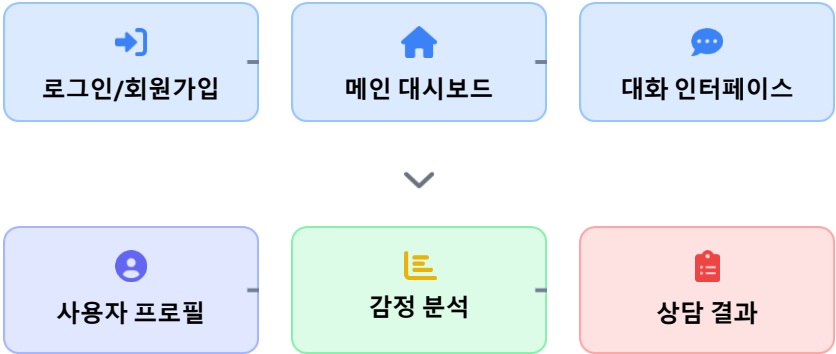 로그인/회원가입
메인 대시보드
대화 인터페이스
사용자 프로필
감정 분석
상담 결과